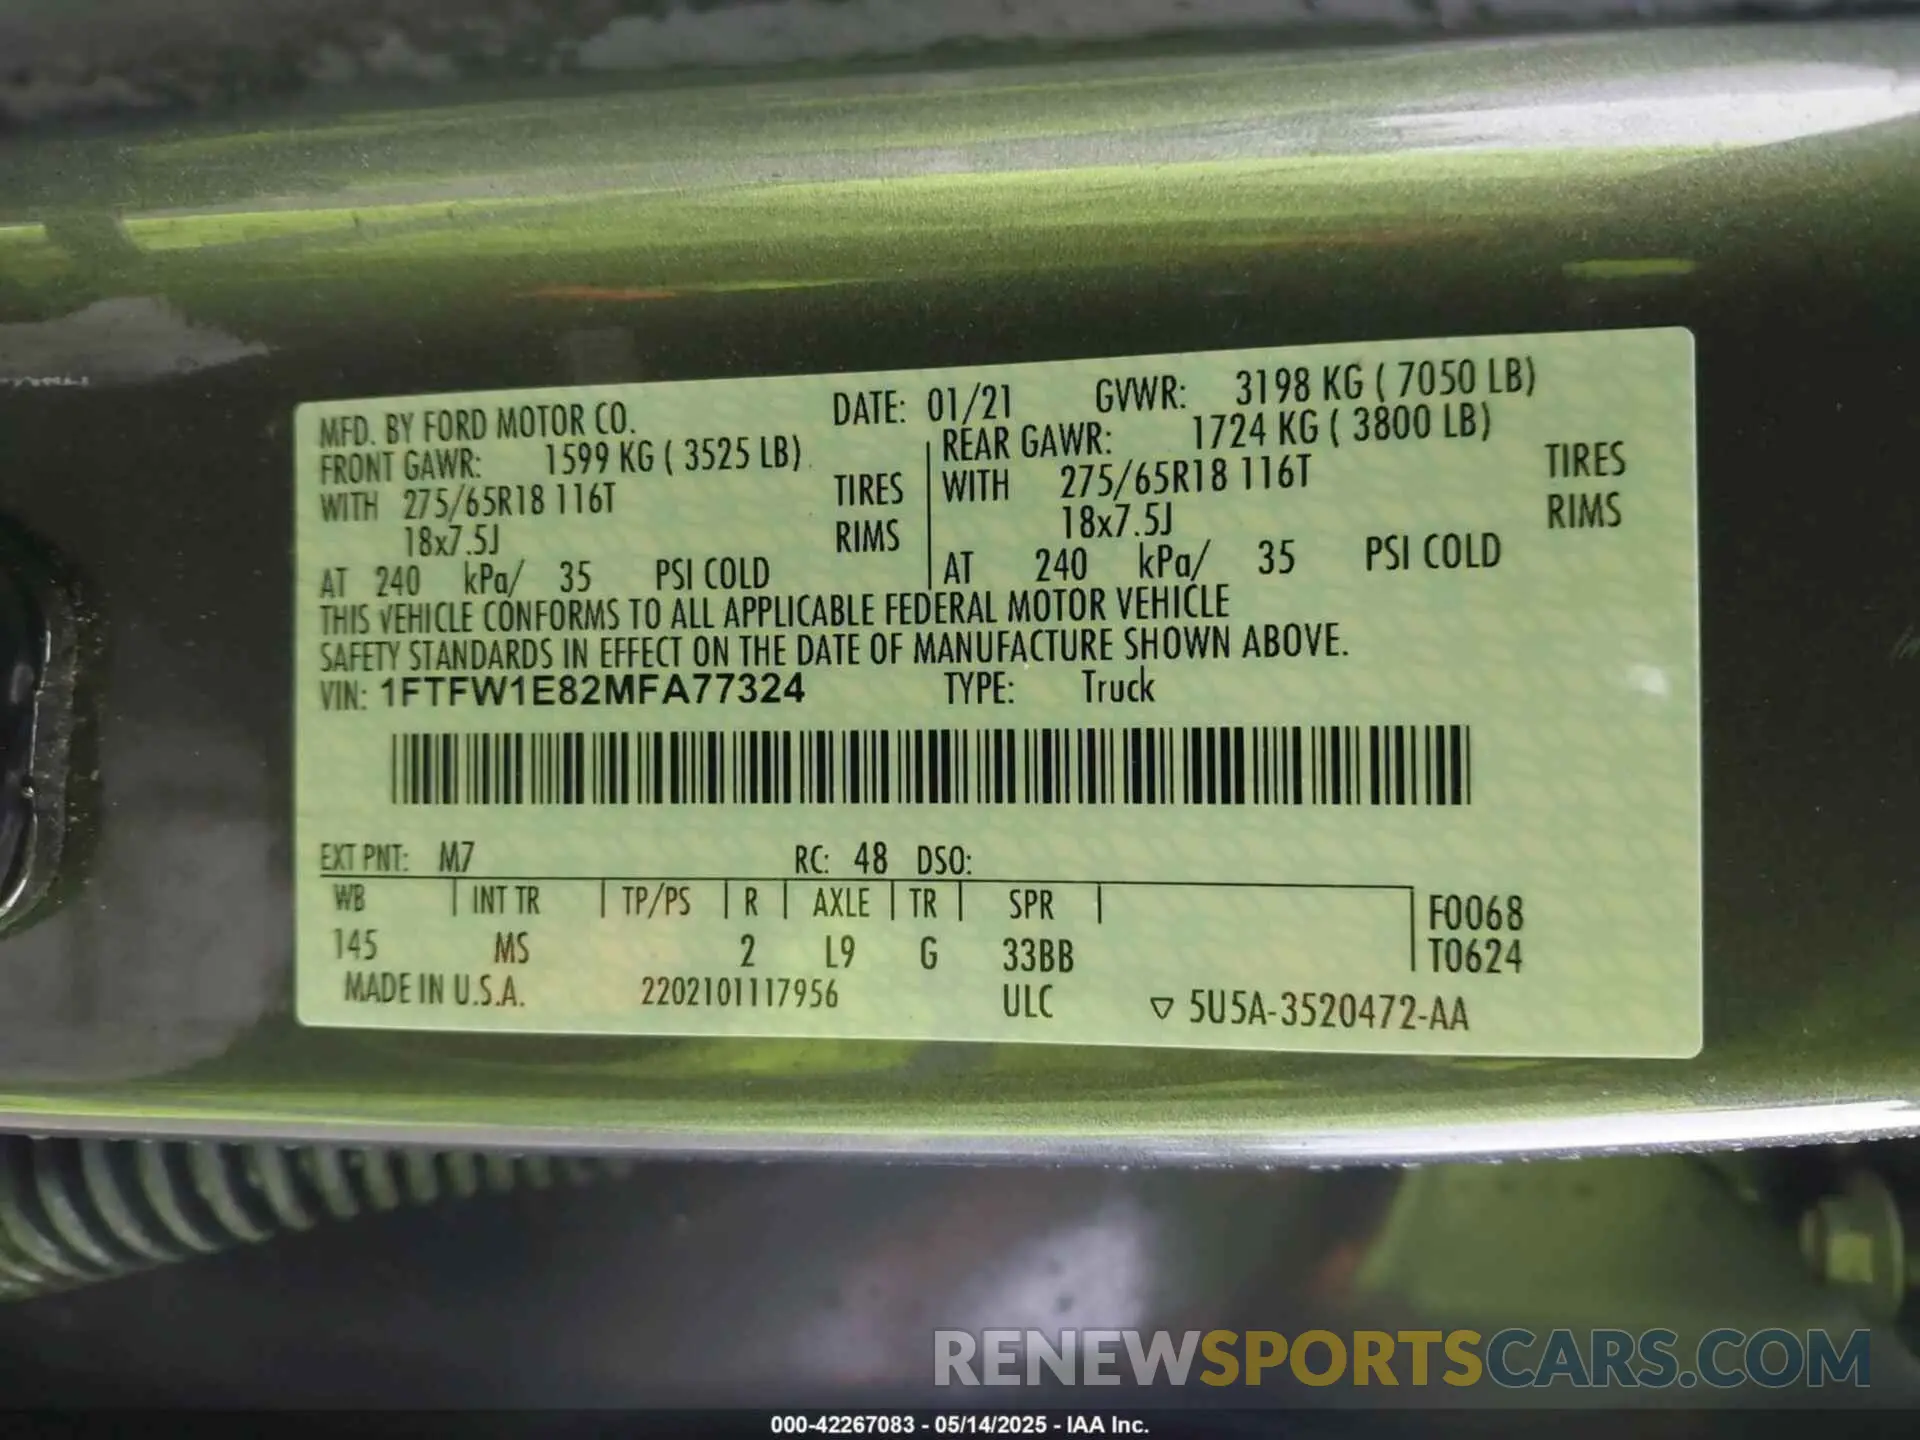 MFD. BY FORD MOTOR CO. DATE: 01/21 GVWR: 3198 KG ( 7050 LB)
FRONT GAWR: 1599 KG ( 3525 LB) REAR GAWR: 1724 KG ( 3800 LB)
WITH 275/65R18 116T TIRES WITH 275/65R18 116T TIRES
18x7.5J RIMS 18x7.5J RIMS
AT 240 kPa/ 35 PSI COLD AT 240 kPa/ 35 PSI COLD
THIS VEHICLE CONFORMS TO ALL APPLICABLE FEDERAL MOTOR VEHICLE
SAFETY STANDARDS IN EFFECT ON THE DATE OF MANUFACTURE SHOWN ABOVE.
VIN: 1FTFW1E82MFA77324 TYPE: Truck
EXT PNT: M7 RC: 48 DSO:
WB INT TR TP/PS R AXLE TR SPR F0068
145 MS 2 L9 G 33BB T0624
MADE IN U.S.A. 2202101117956 ULC ▽ 5U5A-3520472-AA
RENEWSPORTSCARS.COM
000-42267083 - 05/14/2025 - IAA Inc.